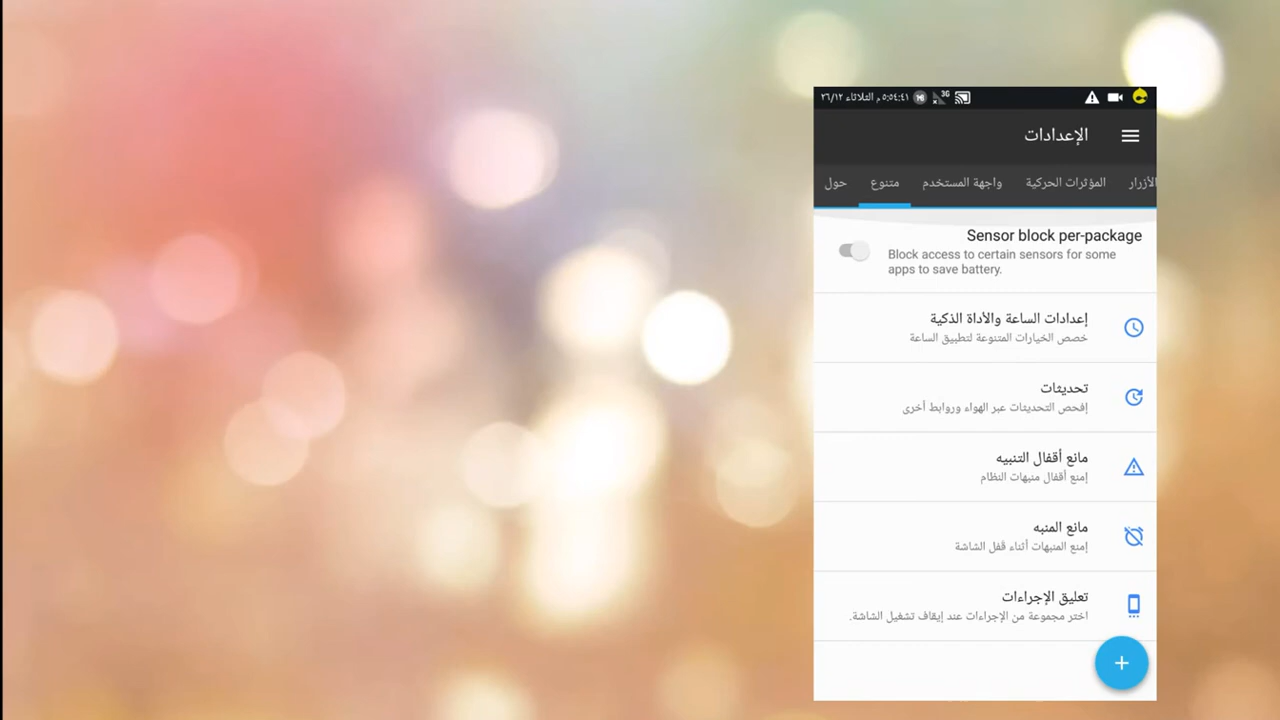 ٥:٥٤:٤١ م الثلاثاء ٢٦/١٢
3G
الإعدادات
الأزرار
المؤثرات الحركية
واجهة المستخدم
متنوع
حول
Sensor block per-package
Block access to certain sensors for some
apps to save battery.
إعدادات الساعة والأداة الذكية
خصص الخيارات المتنوعة لتطبيق الساعة
تحديثات
إفحص التحديثات عبر الهواء وروابط أخرى
مانع أقفال التنبيه
إمنع أقفال منبهات النظام
مانع المنبه
إمنع المنبهات أثناء قفل الشاشة
تعليق الإجراءات
اختر مجموعة من الإجراءات عند إيقاف تشغيل الشاشة.